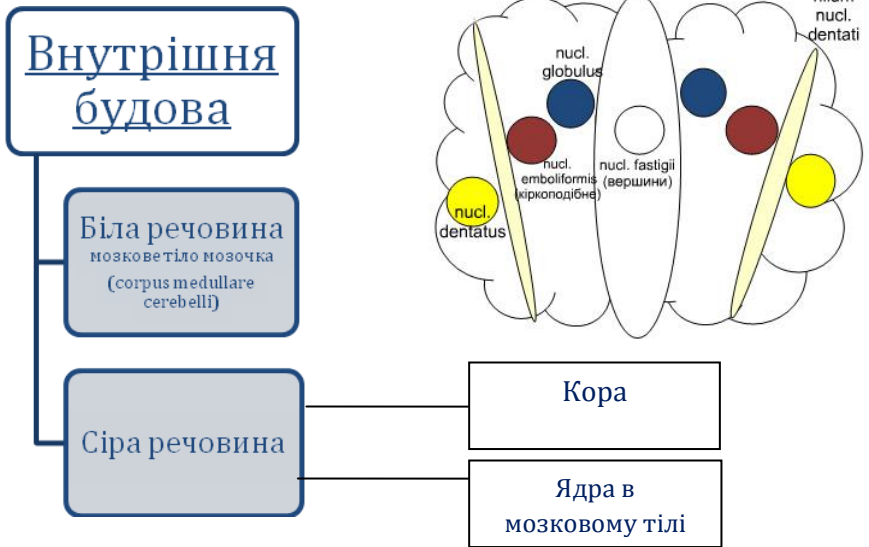 Внутрішня
будова
Біла речовина
мозкове тіло мозочка
(corpus medullare
cerebelli)
Сіра речовина
nucl.
dentati
nucl.
globulus
nucl.
emboliformis
(кіркоподібне)
nucl. fastigii
(вершини)
nucl.
dentatus
Кора
Ядра в
мозковому тілі